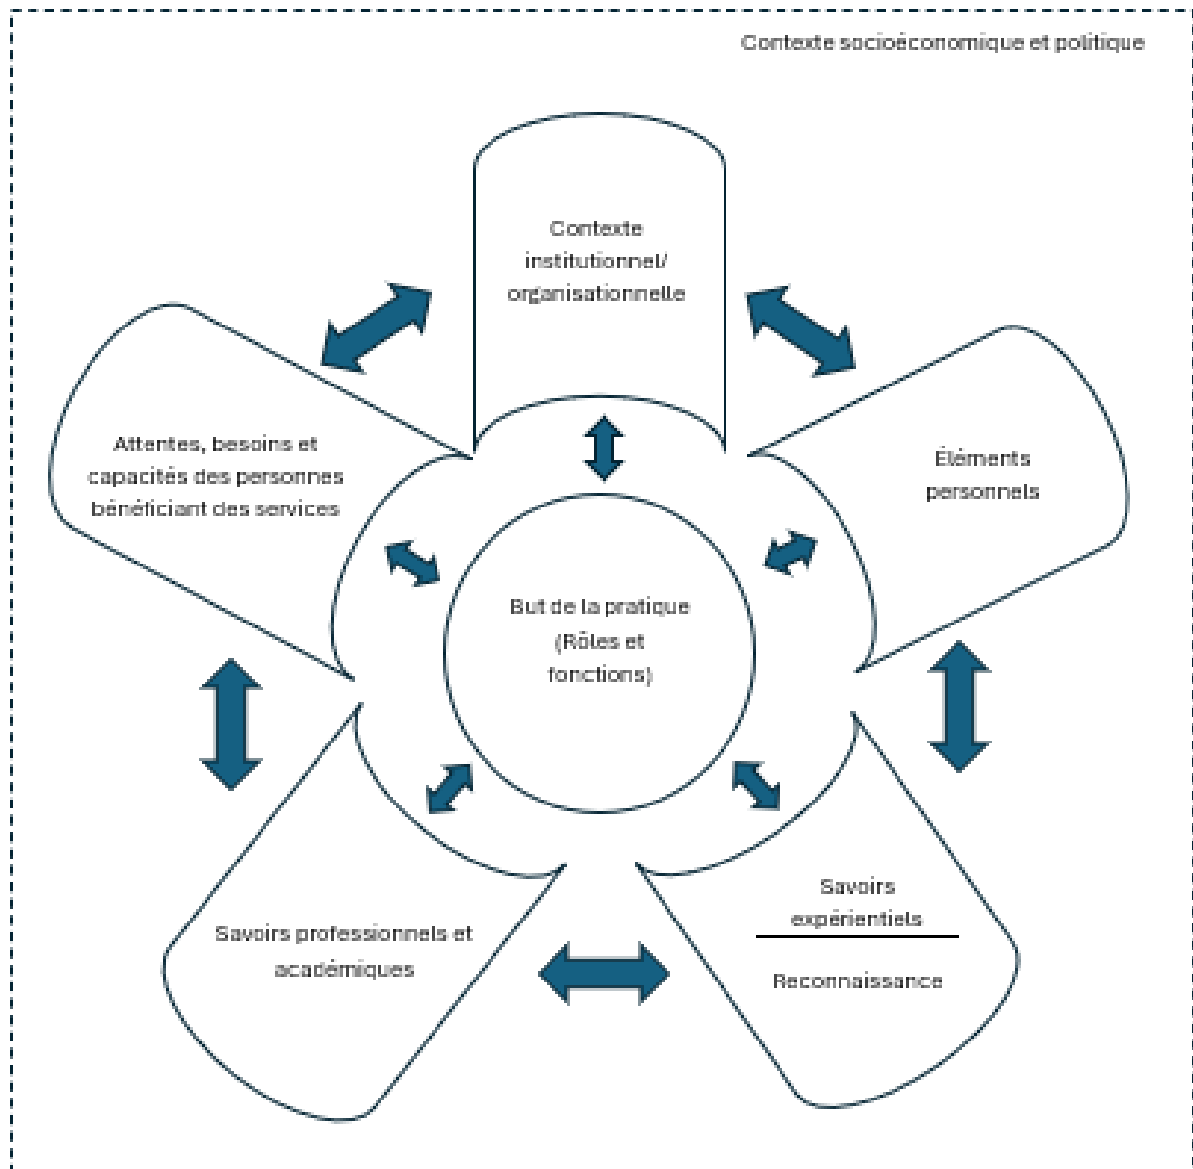 Contexte socioéconomique et politique
Contexte
institutionnel/
organisationnelle
Attentes, besoins et
capacités des personnes
bénéficiant des services
Éléments
personnels
But de la pratique
(Rôles et
fonctions)
Savoirs professionnels et
académiques
Savoirs
expérientiels
Reconnaissance